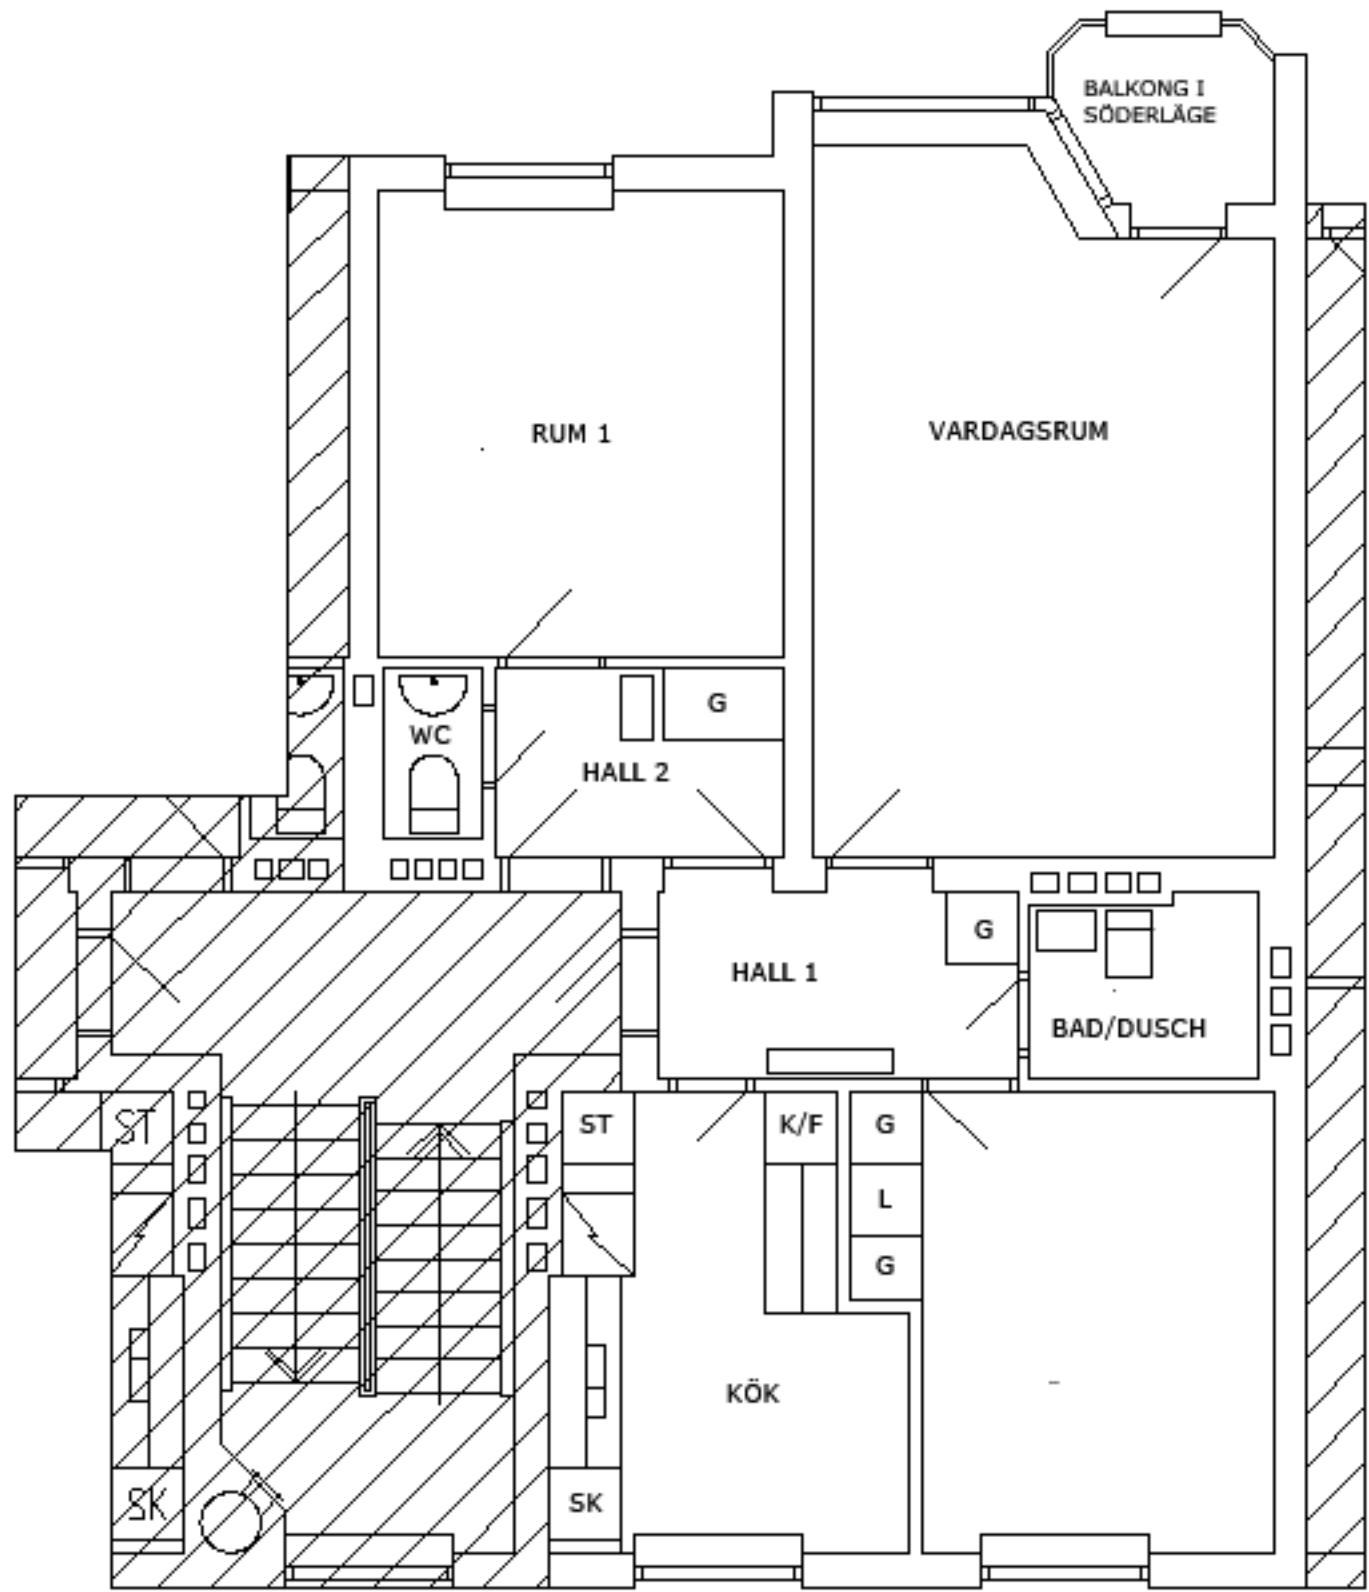 BALKONG I
SÖDERLÄGE
RUM 1
VARDAGSRUM
G
WC
HALL 2
G
HALL 1
BAD/DUSCH
ST
ST
K/F
G
L
G
KÖK
SK
SK